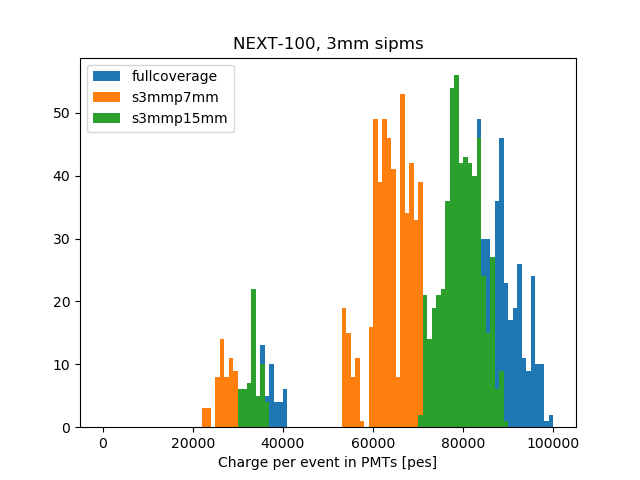 NEXT-100, 3mm sipms
fullcoverage
s3mmp7mm
s3mmp15mm
50
40
30
20
10
0
0 20000 40000 60000 80000 100000
Charge per event in PMTs [pes]